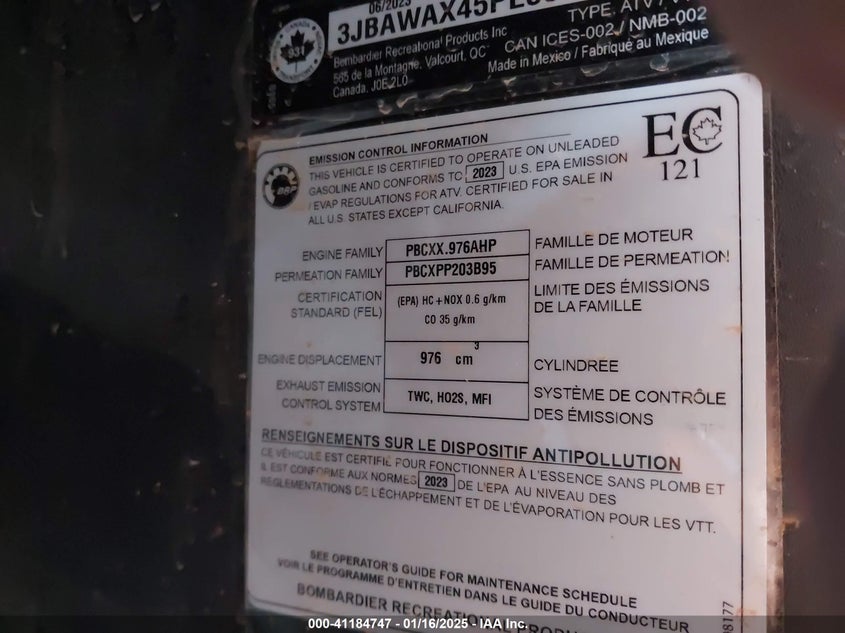 06/2023
3JBAWAX45PE
TYPE: ATV /
Bombardier Recreational Products Inc
CAN ICES-002 / NMB-002
565 de la Montagne, Valcourt, QC
Made in Mexico / Fabriqué au Mexique
Canada, J0E 2L0
CANADA
931
EMISSION CONTROL INFORMATION
THIS VEHICLE IS CERTIFIED TO OPERATE ON UNLEADED
GASOLINE AND CONFORMS TO 2023 U.S. EPA EMISSION
/ EVAP REGULATIONS FOR ATV. CERTIFIED FOR SALE IN
ALL U.S. STATES EXCEPT CALIFORNIA.
BRP
EC
121
ENGINE FAMILY PBCXX.976AHP FAMILLE DE MOTEUR
PERMEATION FAMILY PBCXPP203B95 FAMILLE DE PERMEATION
CERTIFICATION (EPA) HC + NOX 0.6 g/km LIMITE DES ÉMISSIONS
STANDARD (FEL) CO 35 g/km DE LA FAMILLE
ENGINE DISPLACEMENT 976 cm3 CYLINDREE
EXHAUST EMISSION TWC, HO2S, MFI SYSTÈME DE CONTRÔLE
CONTROL SYSTEM DES ÉMISSIONS
RENSEIGNEMENTS SUR LE DISPOSITIF ANTIPOLLUTION
CE VÉHICULE EST CERTIFIÉ POUR FONCTIONNER À L'ESSENCE SANS PLOMB ET
IL EST CONFORME AUX NORMES 2023 DE L'EPA AU NIVEAU DES
RÉGLEMENTATIONS DE L'ÉCHAPPEMENT ET DE L'ÉVAPORATION POUR LES VTT.
SEE OPERATOR'S GUIDE FOR MAINTENANCE SCHEDULE
VOIR LE PROGRAMME D'ENTRETIEN DANS LE GUIDE DU CONDUCTEUR
BOMBARDIER RECREATIONAL
8177
000-41184747 - 01/16/2025 - IAA Inc.